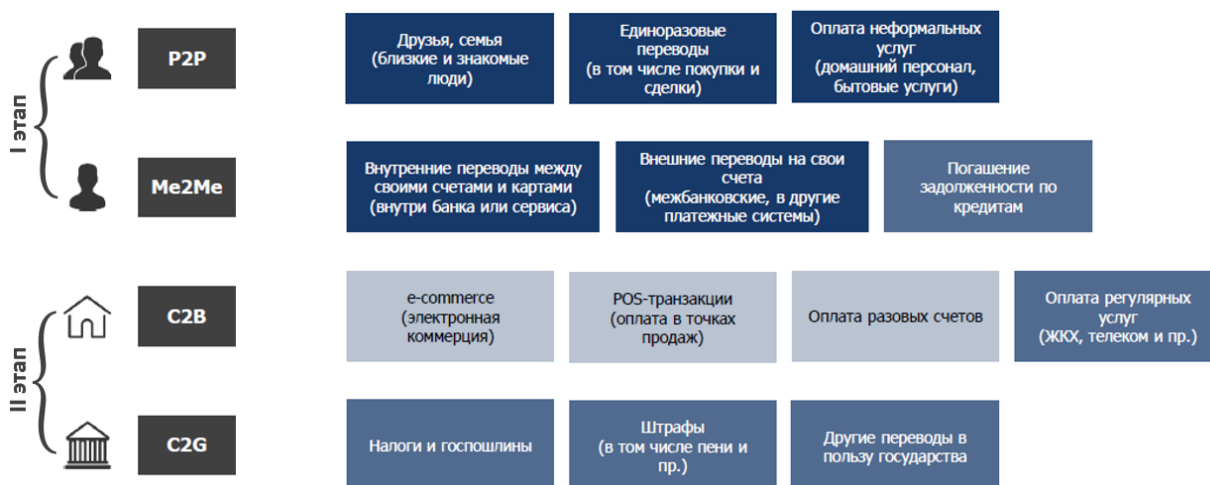 I этап
P2P
Друзья, семья
(близкие и знакомые
люди)
Единоразовые
переводы
(в том числе покупки и
сделки)
Оплата неформальных
услуг
(домашний персонал,
бытовые услуги)
Me2Me
Внутренние переводы между
своими счетами и картами
(внутри банка или сервиса)
Внешние переводы на свои
счета
(межбанковские, в другие
платежные системы)
Погашение
задолженности по
кредитам
II этап
C2B
e-commerce
(электронная
коммерция)
POS-транзакции
(оплата в точках
продаж)
Оплата разовых счетов
Оплата регулярных
услуг
(ЖКХ, телеком и пр.)
C2G
Налоги и госпошлины
Штрафы
(в том числе пени и
пр.)
Другие переводы в
пользу государства